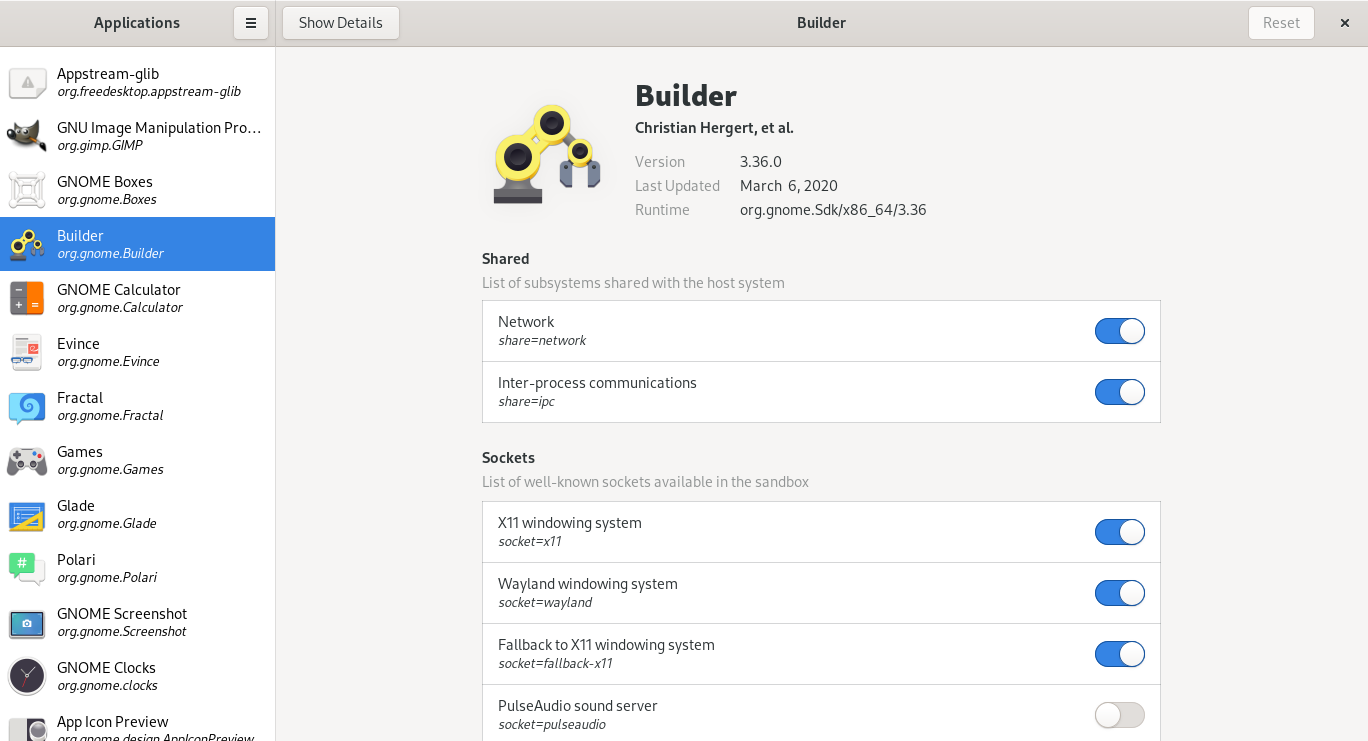 Applications
Show Details
Builder
Reset
Appstream-glib
org.freedesktop.appstream-glib
GNU Image Manipulation Pro…
org.gimp.GIMP
GNOME Boxes
org.gnome.Boxes
Builder
org.gnome.Builder
GNOME Calculator
org.gnome.Calculator
Evince
org.gnome.Evince
Fractal
org.gnome.Fractal
Games
org.gnome.Games
Glade
org.gnome.Glade
Polari
org.gnome.Polari
GNOME Screenshot
org.gnome.Screenshot
GNOME Clocks
org.gnome.clocks
App Icon Preview
org.gnome.design.AppIconPreview
Builder
Christian Hergert, et al.
Version 3.36.0
Last Updated March 6, 2020
Runtime org.gnome.Sdk/x86_64/3.36
Shared
List of subsystems shared with the host system
Network
share=network
Inter-process communications
share=ipc
Sockets
List of well-known sockets available in the sandbox
X11 windowing system
socket=x11
Wayland windowing system
socket=wayland
Fallback to X11 windowing system
socket=fallback-x11
PulseAudio sound server
socket=pulseaudio